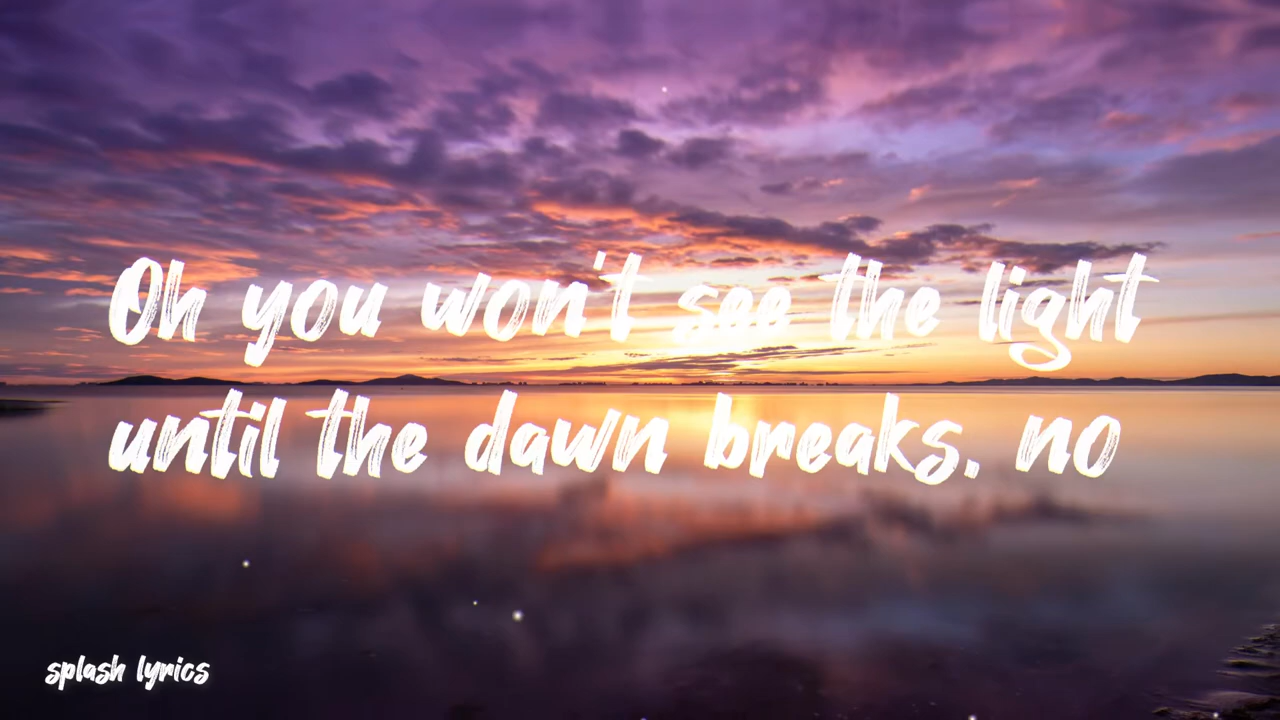 Oh you won't see the light
until the dawn breaks, no
splash lyrics